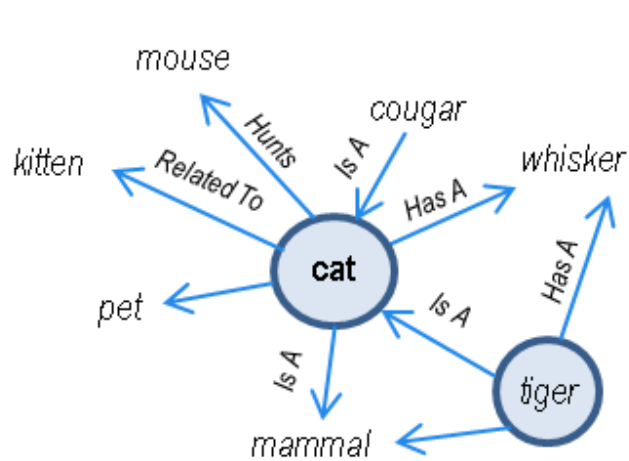 mouse
cougar
Hunts
Is A
kitten
Related To
whisker
Has A
cat
Has A
pet
Is A
Is A
tiger
mammal